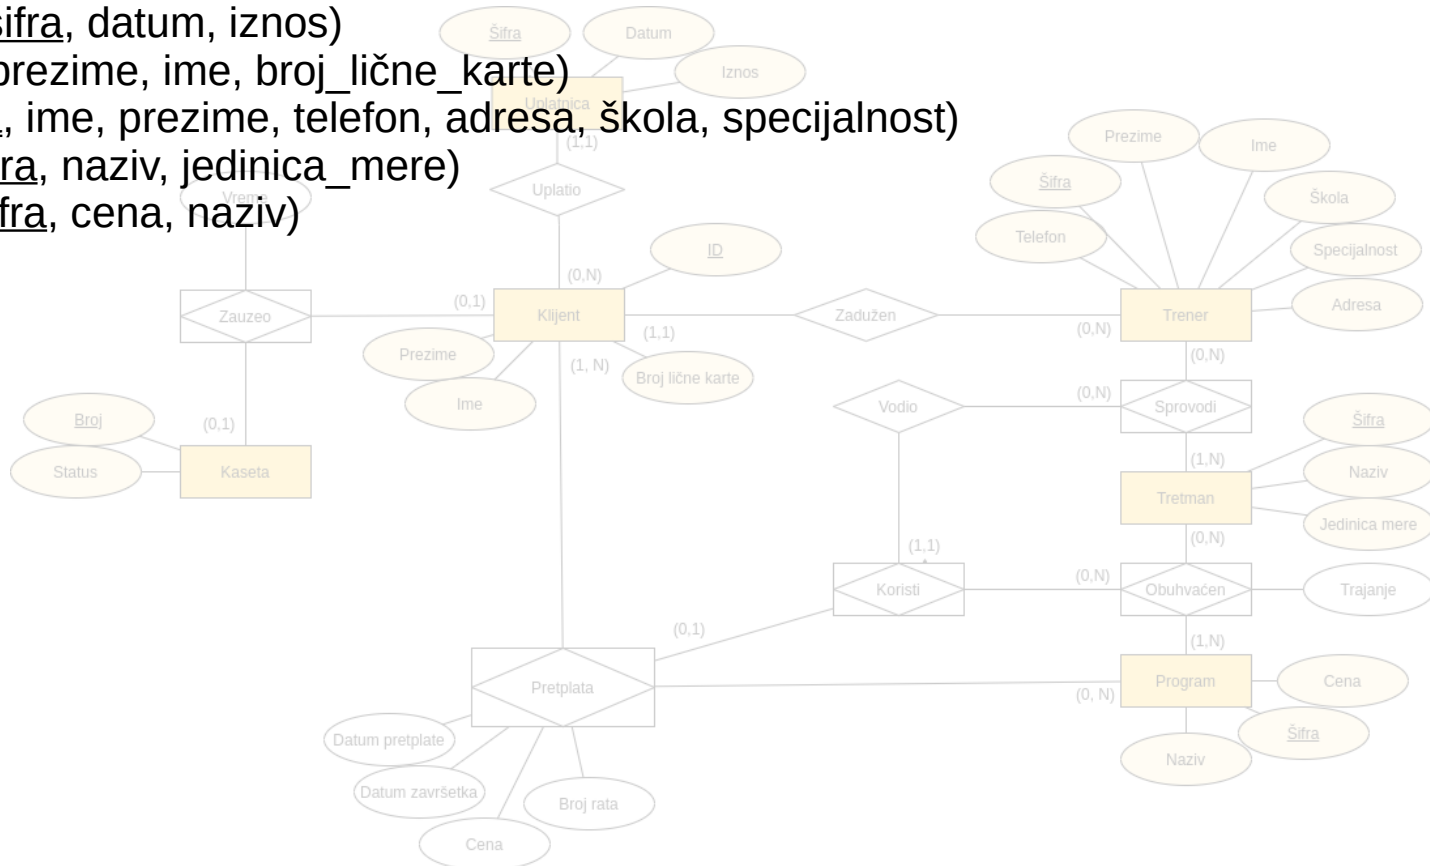 šifra, datum, iznos)
prezime, ime, broj_lične_karte)
, ime, prezime, telefon, adresa, škola, specijalnost)
fra, naziv, jedinica_mere)
ifra, cena, naziv)
Šifra
Datum
Iznos
Uplatnica
(1,1)
Uplatio
Vreme
(0,N)
ID
Zauzeo
(0,1)
Klijent
(1,1)
Zadužen
(0,N)
Trener
Prezime
Ime
Šifra
Škola
Telefon
Specijalnost
Adresa
Prezime
Ime
(1, N)
Broj lične karte
(0,N)
Vodio
(0,N)
Sprovodi
(0,1)
Broj
Status
Kaseta
(1,N)
Tretman
Šifra
Naziv
Jedinica mere
(0,N)
(1,1)
Koristi
(0,N)
Obuhvaćen
Trajanje
(0,1)
(1,N)
Pretplata
(0, N)
Program
Cena
Šifra
Naziv
Datum pretplate
Datum završetka
Broj rata
Cena